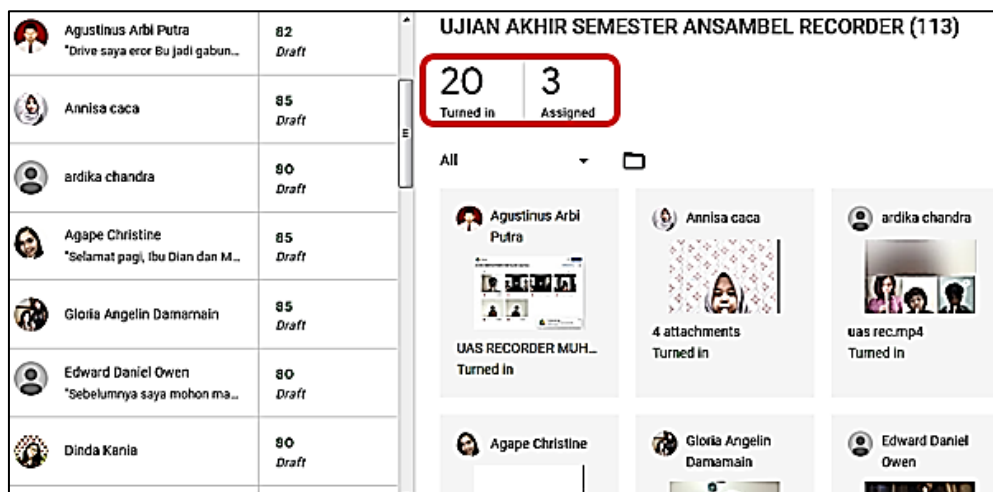 Agustinus Arbi Putra
82
"Drive saya eror Bu jadi gabun...
Draft
Annisa caca
85
Draft
ardika chandra
90
Draft
Agape Christine
85
"Selamat pagi, Ibu Dian dan M...
Draft
Gloria Angelin Damamain
85
Draft
Edward Daniel Owen
80
"Sebelumnya saya mohon ma...
Draft
Dinda Kania
90
Draft
UJIAN AKHIR SEMESTER ANSAMBEL RECORDER (113)
20
3
Turned in
Assigned
All
Agustinus Arbi
Putra
UAS RECORDER MUH...
Turned in
Annisa caca
4 attachments
Turned in
ardika chandra
uas rec.mp4
Turned in
Agape Christine
Gloria Angelin
Damamain
Edward Daniel
Owen